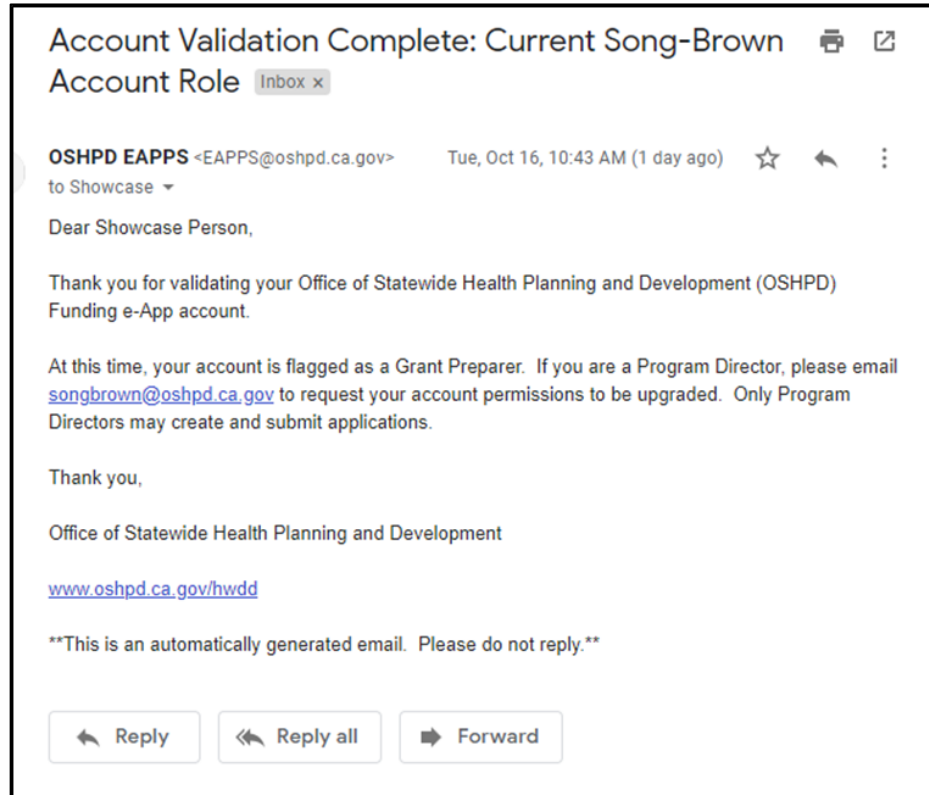 Account Validation Complete: Current Song-Brown
Account Role Inbox x
OSHPD EAPPS <EAPPS@oshpd.ca.gov> Tue, Oct 16, 10:43 AM (1 day ago)
to Showcase
Dear Showcase Person,
Thank you for validating your Office of Statewide Health Planning and Development (OSHPD)
Funding e-App account.
At this time, your account is flagged as a Grant Preparer.  If you are a Program Director, please email
songbrown@oshpd.ca.gov to request your account permissions to be upgraded.  Only Program
Directors may create and submit applications.
Thank you,
Office of Statewide Health Planning and Development
www.oshpd.ca.gov/hwdd
**This is an automatically generated email.  Please do not reply.**
Reply Reply all Forward